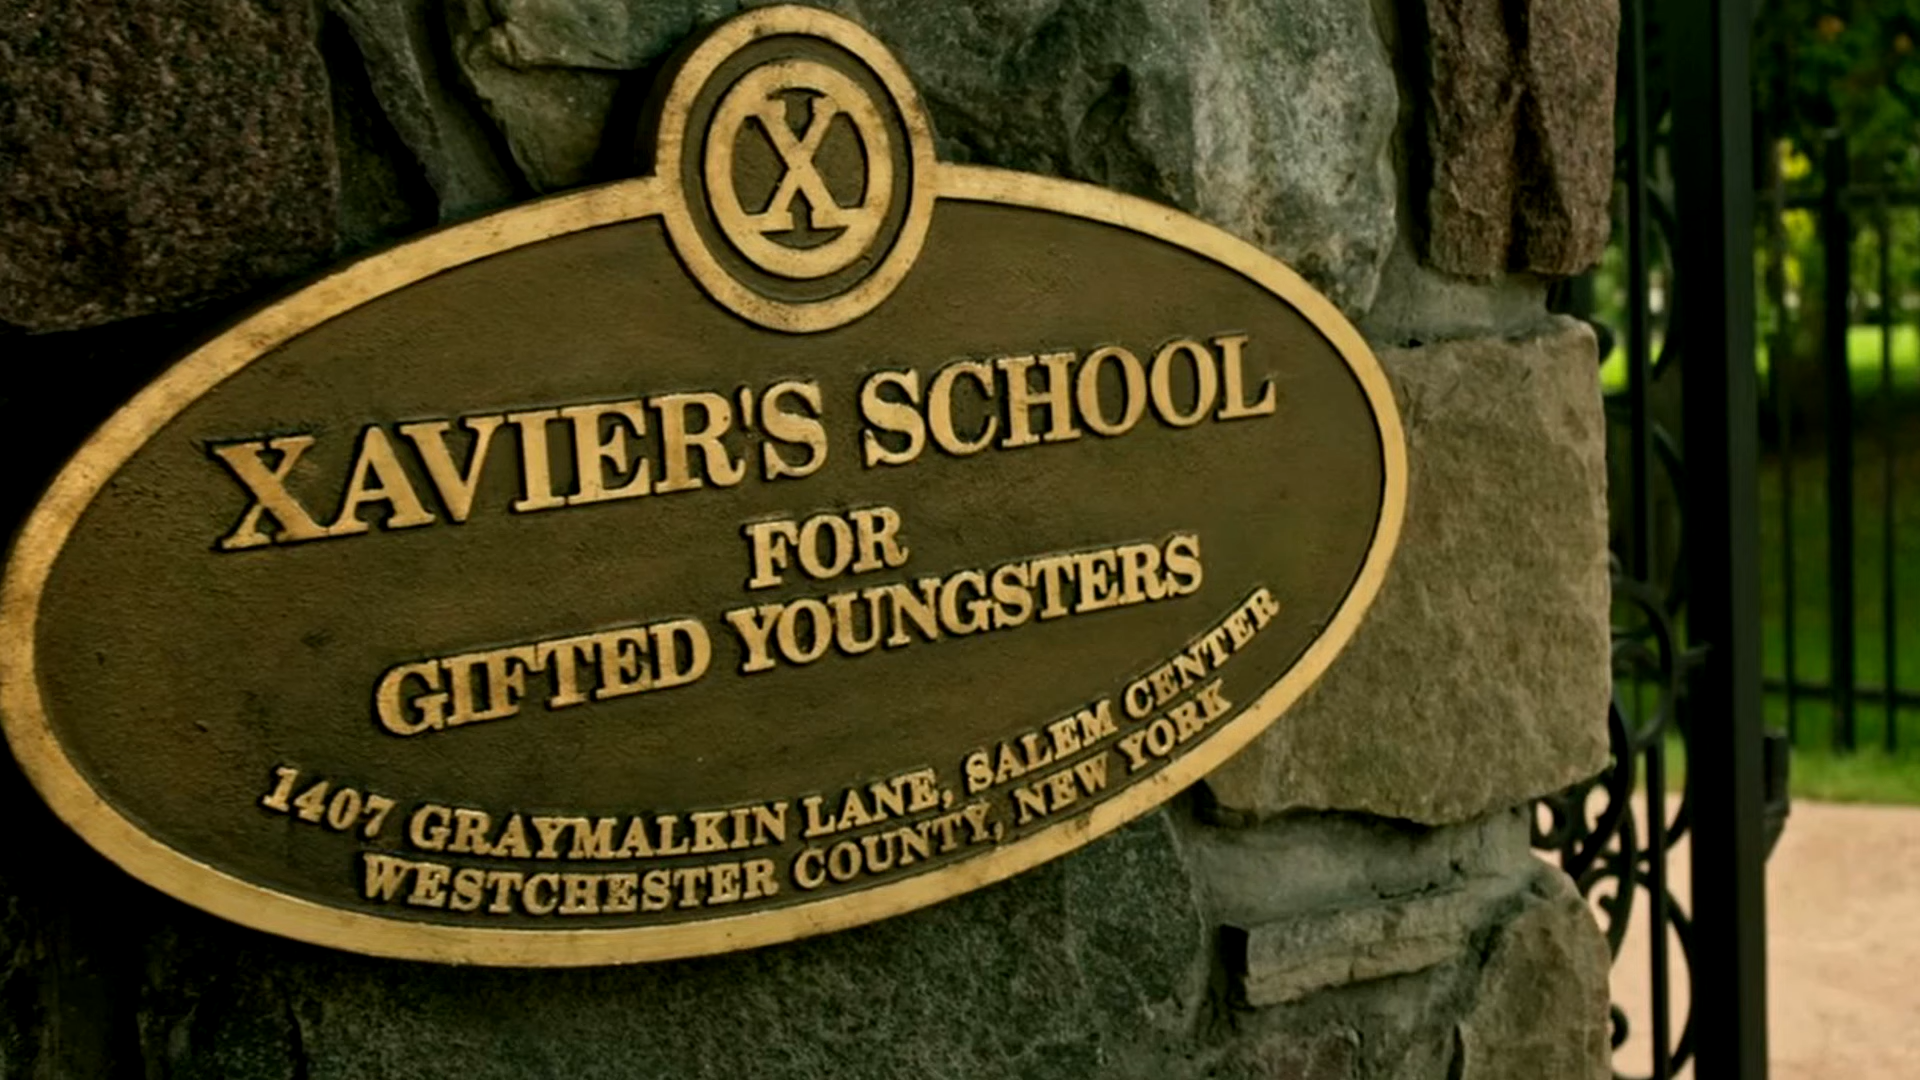 X
XAVIER'S SCHOOL
FOR
GIFTED YOUNGSTERS
1407 GRAYMALKIN LANE, SALEM CENTER
WESTCHESTER COUNTY, NEW YORK